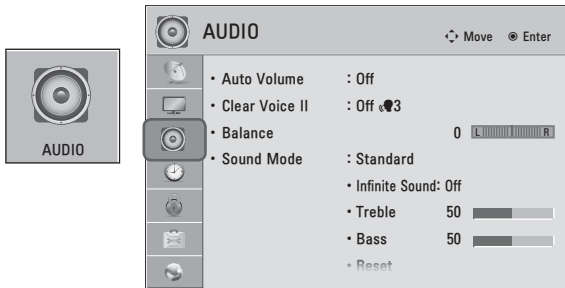 AUDIO
AUDIO
Move Enter
• Auto Volume : Off
• Clear Voice II : Off 3
• Balance 0 L R
• Sound Mode : Standard
• Infinite Sound: Off
• Treble 50
• Bass 50
• Reset